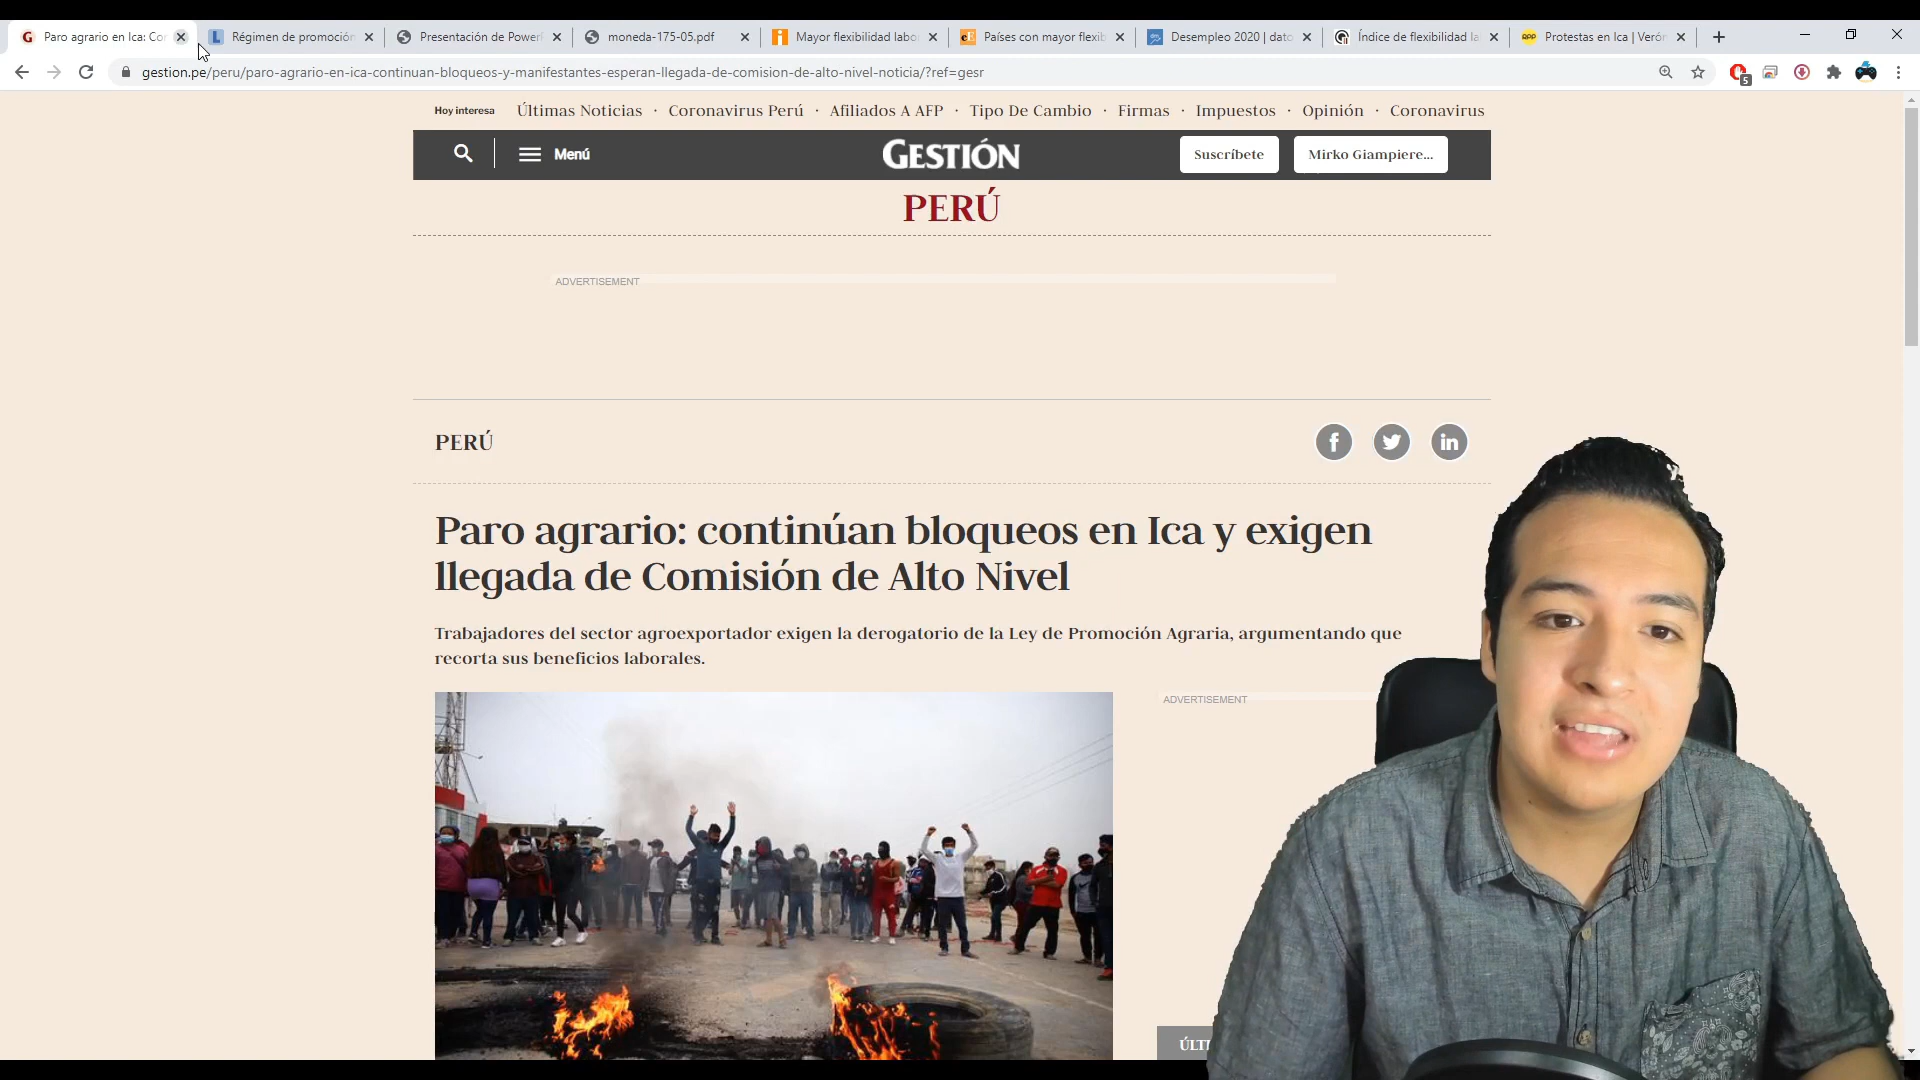 Paro agrario en Ica: Co
Régimen de promoción
Presentación de Power
moneda-175-05.pdf
Mayor flexibilidad labo
Países con mayor flexib
Desempleo 2020 | dato
Índice de flexibilidad la
Protestas en Ica | Veró
gestion.pe/peru/paro-agrario-en-ica-continuan-bloqueos-y-manifestantes-esperan-llegada-de-comision-de-alto-nivel-noticia/?ref=gesr
5
Hoy interesa Últimas Noticias · Coronavirus Perú · Afiliados A AFP · Tipo De Cambio · Firmas · Impuestos · Opinión · Coronavirus
Menú
GESTIÓN
Suscríbete
Mirko Giampiere...
PERÚ
ADVERTISEMENT
PERÚ
Paro agrario: continúan bloqueos en Ica y exigen
llegada de Comisión de Alto Nivel
Trabajadores del sector agroexportador exigen la derogatorio de la Ley de Promoción Agraria, argumentando que
recorta sus beneficios laborales.
ADVERTISEMENT
ÚLTI